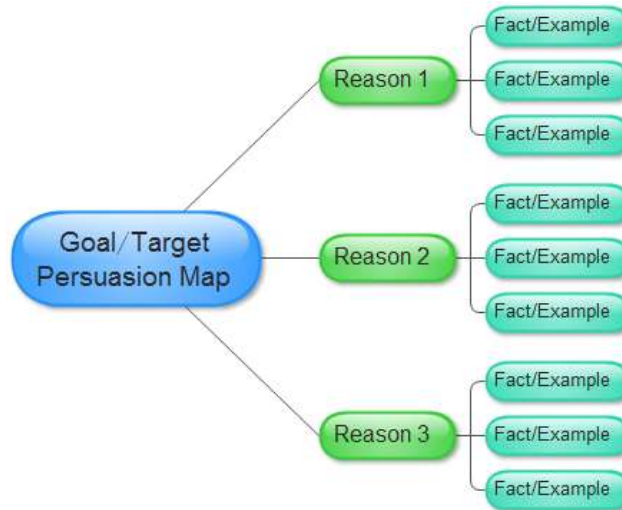 Goal/Target
Persuasion Map
Reason 1
Fact/Example
Fact/Example
Fact/Example
Reason 2
Fact/Example
Fact/Example
Fact/Example
Reason 3
Fact/Example
Fact/Example
Fact/Example